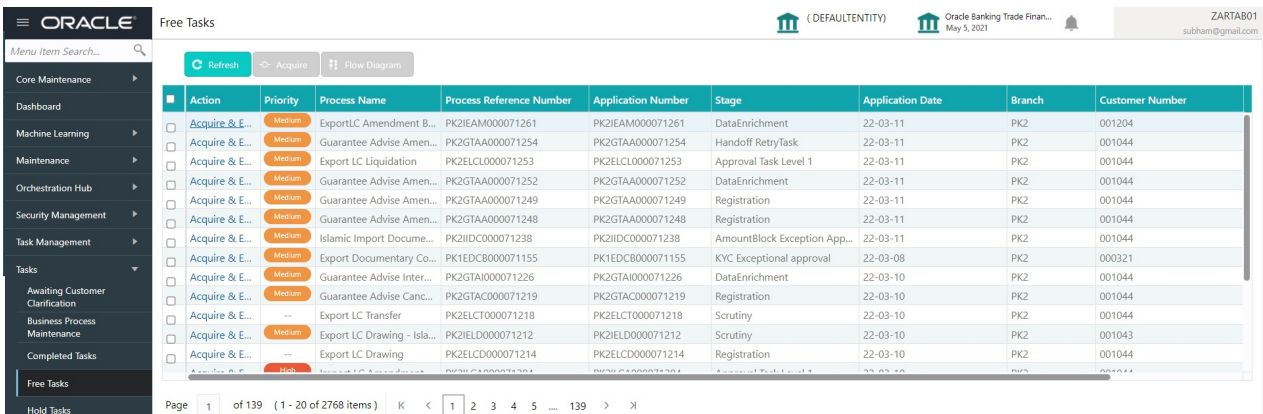 ORACLE
Free Tasks
( DEFAULTENTITY)
Oracle Banking Trade Finan...
May 5, 2021
ZARTAB01
subham@gmail.com
Menu Item Search...
Core Maintenance
Dashboard
Machine Learning
Maintenance
Orchestration Hub
Security Management
Task Management
Tasks
Awaiting Customer
Clarification
Business Process
Maintenance
Completed Tasks
Free Tasks
Hold Tasks
Refresh Acquire Flow Diagram
Action Priority Process Name Process Reference Number Application Number Stage Application Date Branch Customer Number
Acquire & E... Medium ExportLC Amendment B... PK2IEAM000071261 PK2IEAM000071261 DataEnrichment 22-03-11 PK2 001204
Acquire & E... Medium Guarantee Advise Amen... PK2GTAA000071254 PK2GTAA000071254 Handoff RetryTask 22-03-11 PK2 001044
Acquire & E... Medium Export LC Liquidation PK2ELCL000071253 PK2ELCL000071253 Approval Task Level 1 22-03-11 PK2 001044
Acquire & E... Medium Guarantee Advise Amen... PK2GTAA000071252 PK2GTAA000071252 DataEnrichment 22-03-11 PK2 001044
Acquire & E... Medium Guarantee Advise Amen... PK2GTAA000071249 PK2GTAA000071249 Registration 22-03-11 PK2 001044
Acquire & E... Medium Guarantee Advise Amen... PK2GTAA000071248 PK2GTAA000071248 Registration 22-03-11 PK2 001044
Acquire & E... Medium Islamic Import Docume... PK2IIDC000071238 PK2IIDC000071238 AmountBlock Exception App... 22-03-11 PK2 001044
Acquire & E... Medium Export Documentary Co... PK1EDCB000071155 PK1EDCB000071155 KYC Exceptional approval 22-03-08 PK2 000321
Acquire & E... Medium Guarantee Advise Inter... PK2GTAI000071226 PK2GTAI000071226 DataEnrichment 22-03-10 PK2 001044
Acquire & E... Medium Guarantee Advise Canc... PK2GTAC000071219 PK2GTAC000071219 Registration 22-03-10 PK2 001044
Acquire & E... -- Export LC Transfer PK2ELCT000071218 PK2ELCT000071218 Scrutiny 22-03-10 PK2 001044
Acquire & E... Medium Export LC Drawing - Isla... PK2IELD000071212 PK2IELD000071212 Scrutiny 22-03-10 PK2 001043
Acquire & E... -- Export LC Drawing PK2ELCD000071214 PK2ELCD000071214 Registration 22-03-10 PK2 001044
High
Page 1 of 139 (1 - 20 of 2768 items) K < 1 2 3 4 5 .... 139 >